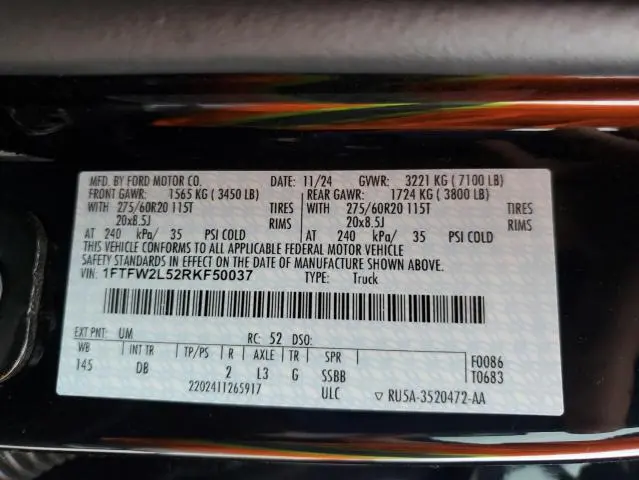 MFD. BY FORD MOTOR CO. DATE: 11/24 GVWR: 3221 KG ( 7100 LB)
FRONT GAWR: 1565 KG ( 3450 LB) REAR GAWR: 1724 KG ( 3800 LB)
WITH 275/60R20 115T TIRES WITH 275/60R20 115T TIRES
20x8.5J RIMS 20x8.5J RIMS
AT 240 kPa/ 35 PSI COLD AT 240 kPa/ 35 PSI COLD
THIS VEHICLE CONFORMS TO ALL APPLICABLE FEDERAL MOTOR VEHICLE
SAFETY STANDARDS IN EFFECT ON THE DATE OF MANUFACTURE SHOWN ABOVE.
VIN: 1FTFW2L52RKF50037 TYPE: Truck
EXT PNT: UM RC: 52 DSO:
WB INT TR TP/PS R AXLE TR SPR F0086
145 DB 2 L3 G SSBB T0683
2202411265917 ULC ▽ RU5A-3520472-AA